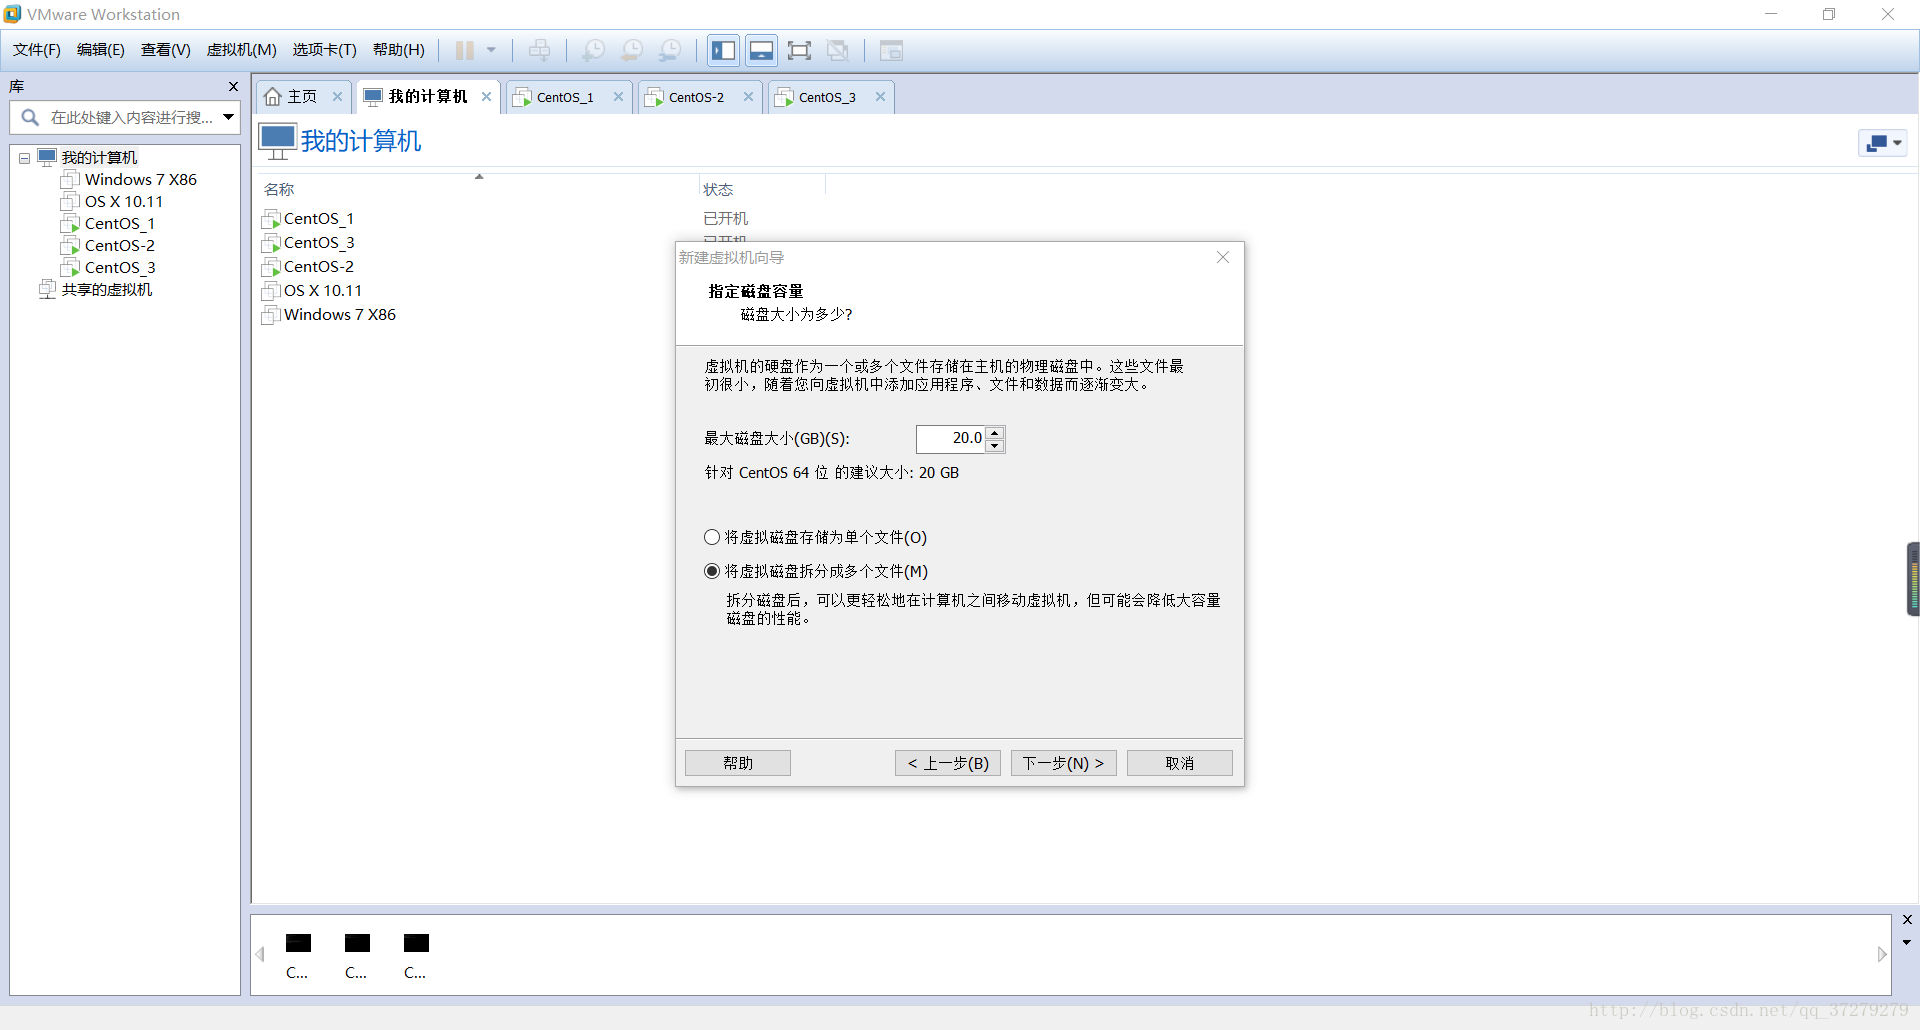 VMware Workstation
文件(F) 编辑(E) 查看(V) 虚拟机(M) 选项卡(T) 帮助(H)
库
在此处键入内容进行搜...
我的计算机
Windows 7 X86
OS X 10.11
CentOS_1
CentOS-2
CentOS_3
共享的虚拟机
主页 我的计算机 CentOS_1 CentOS-2 CentOS_3
我的计算机
名称 状态
CentOS_1 已开机
CentOS_3 已开机
CentOS-2
OS X 10.11
Windows 7 X86
新建虚拟机向导
指定磁盘容量
磁盘大小为多少?
虚拟机的硬盘作为一个或多个文件存储在主机的物理磁盘中。这些文件最
初很小，随着您向虚拟机中添加应用程序、文件和数据而逐渐变大。
最大磁盘大小(GB)(S): 20.0
针对 CentOS 64 位 的建议大小: 20 GB
将虚拟磁盘存储为单个文件(O)
将虚拟磁盘拆分成多个文件(M)
拆分磁盘后，可以更轻松地在计算机之间移动虚拟机，但可能会降低大容量
磁盘的性能。
帮助 < 上一步(B) 下一步(N) > 取消
C... C... C...
http://blog.csdn.net/qq_37279279